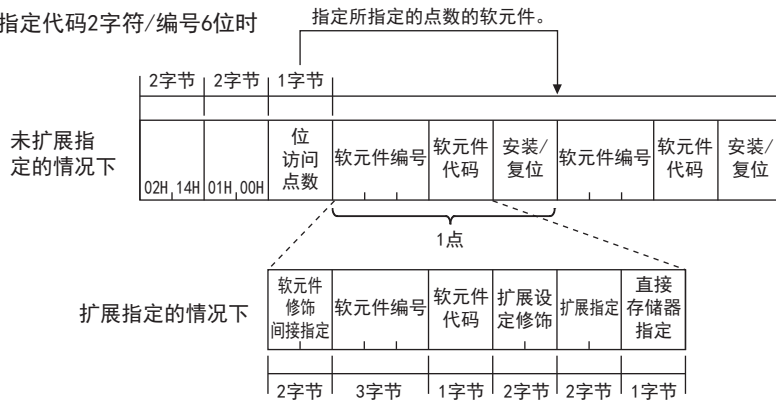 指定代码2字符/编号6位时
指定所指定的点数的软元件。
2字节 2字节 1字节
未扩展指
定的情况下
02H 14H 01H 00H
位
访问
点数
软元件编号
软元件
代码
安装/
复位
软元件编号
软元件
代码
安装/
复位
1点
扩展指定的情况下
软元件
修饰
间接指定
软元件编号
软元件
代码
扩展设
定修饰
扩展指定
直接
存储器
指定
2字节 3字节 1字节 2字节 2字节 1字节